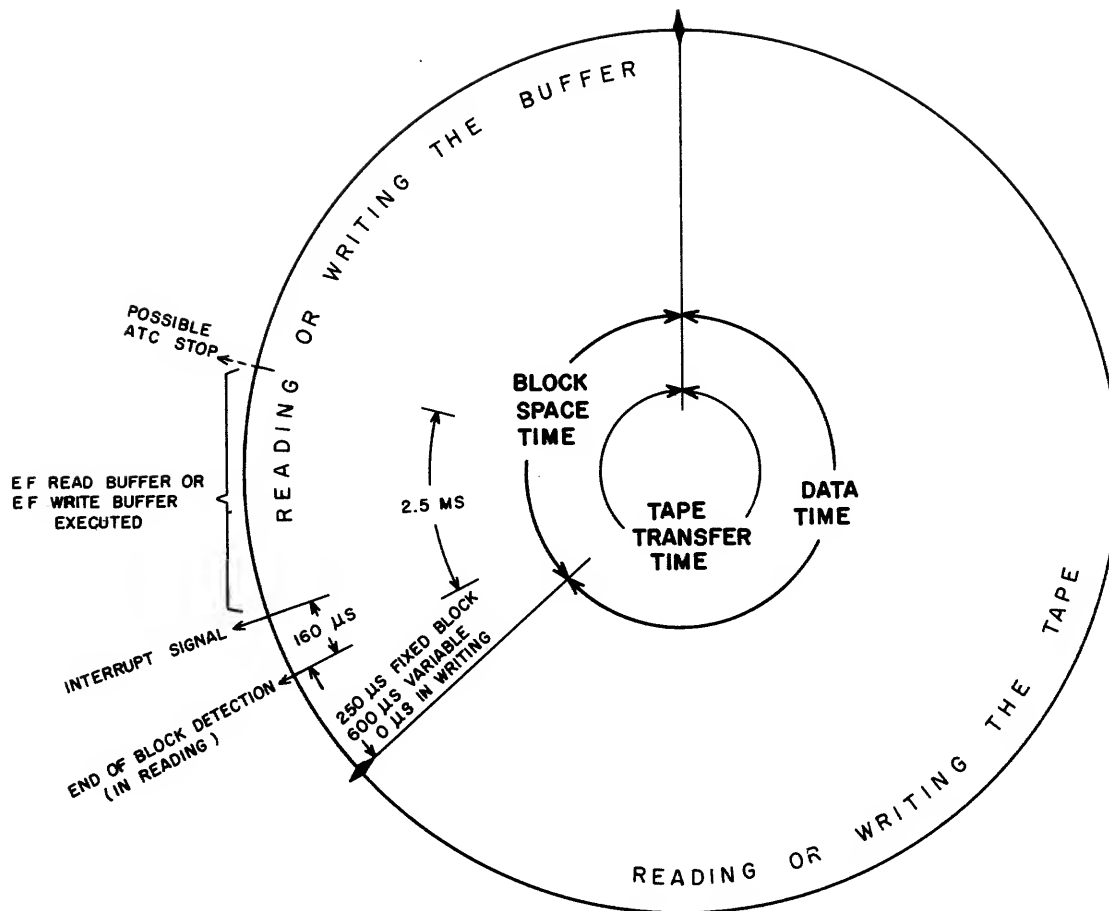 READING OR WRITING THE BUFFER
POSSIBLE
ATC STOP
EF READ BUFFER OR
EF WRITE BUFFER
EXECUTED
INTERRUPT SIGNAL
END OF BLOCK DETECTION
(IN READING)
160 µS
250 µS FIXED BLOCK
600 µS VARIABLE
0 µS IN WRITING
2.5 MS
BLOCK
SPACE
TIME
TAPE
TRANSFER
TIME
DATA
TIME
READING OR WRITING THE TAPE